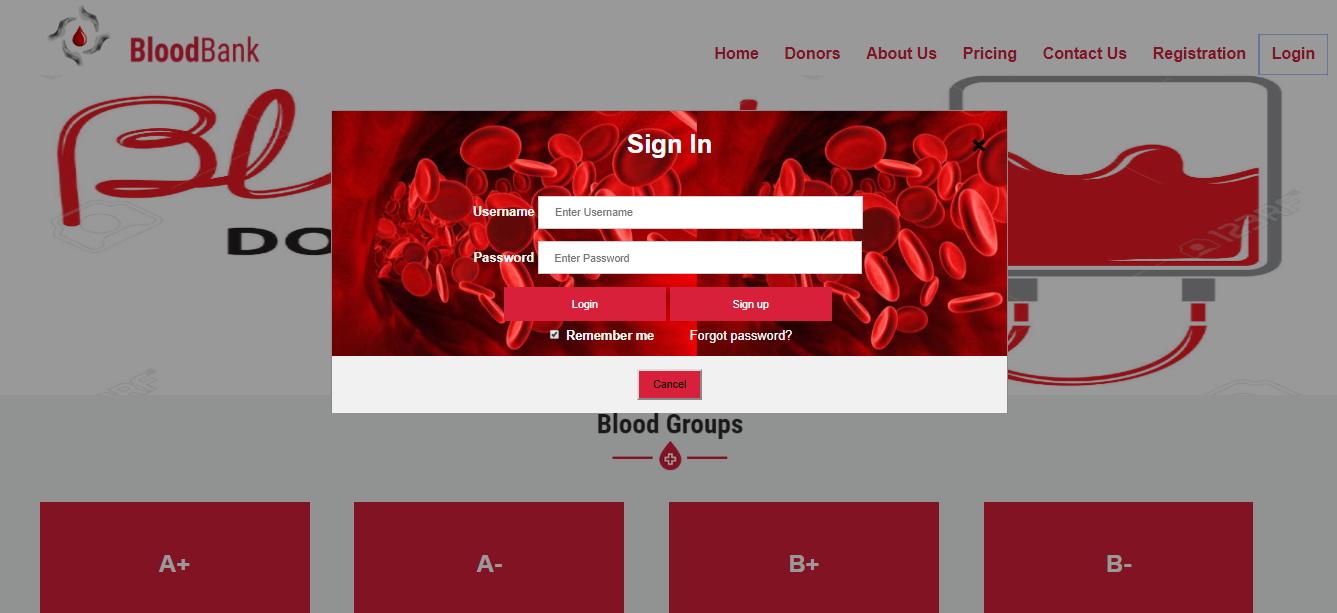 BloodBank
Home Donors About Us Pricing Contact Us Registration Login
Bl
DO
Sign In
Username Enter Username
Password Enter Password
Login Sign up
Remember me Forgot password?
Cancel
Blood Groups
A+ A- B+ B-